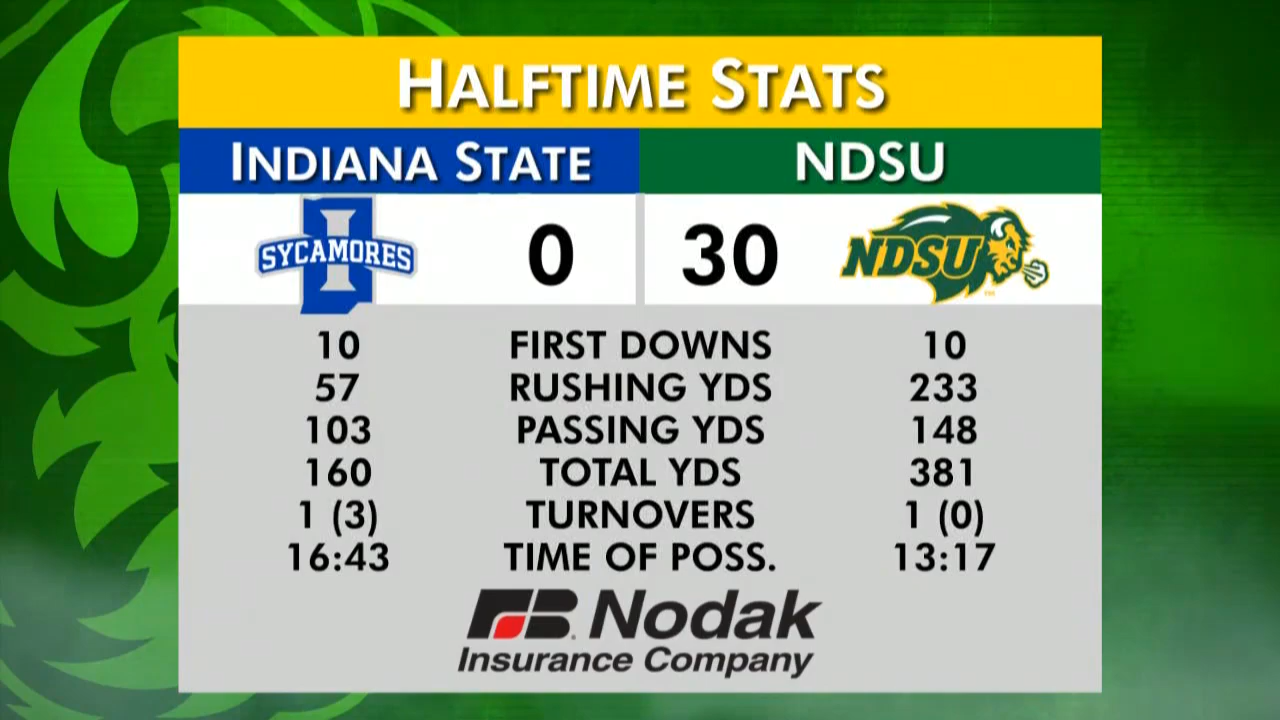 HALFTIME STATS
INDIANA STATE NDSU
I
SYCAMORES 0 30 NDSU
10 FIRST DOWNS 10
57 RUSHING YDS 233
103 PASSING YDS 148
160 TOTAL YDS 381
1 (3) TURNOVERS 1 (0)
16:43 TIME OF POSS. 13:17
FB Nodak
Insurance Company